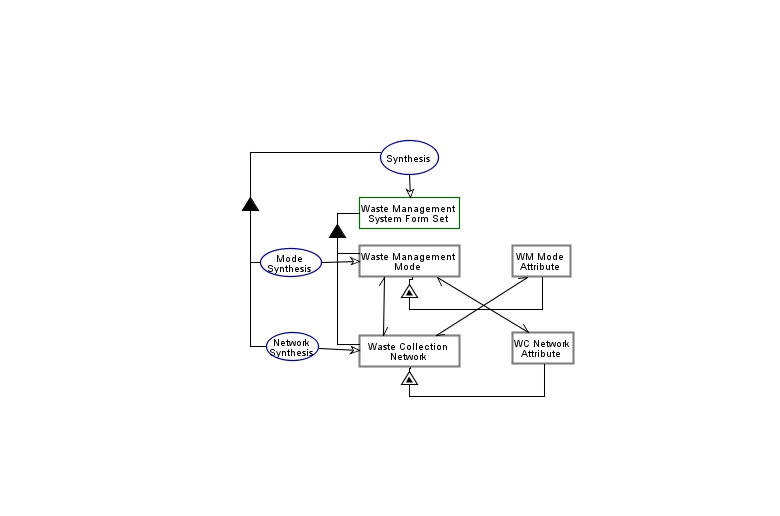 Synthesis
Waste Management
System Form Set
Mode
Synthesis
Waste Management
Mode
WM Mode
Attribute
Network
Synthesis
Waste Collection
Network
WC Network
Attribute